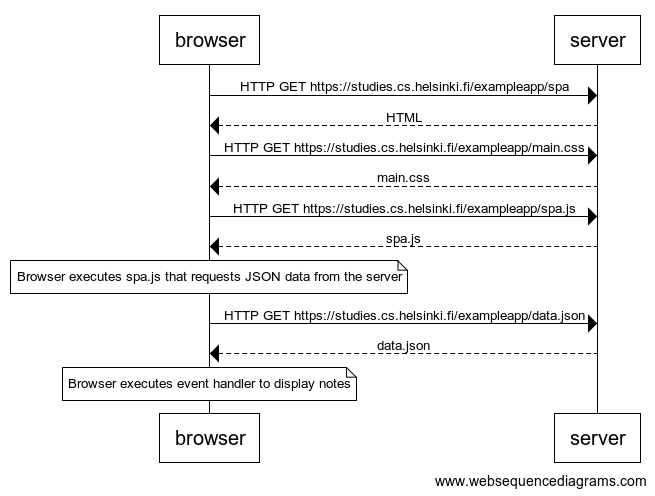 browser
server
HTTP GET https://studies.cs.helsinki.fi/exampleapp/spa
HTML
HTTP GET https://studies.cs.helsinki.fi/exampleapp/main.css
main.css
HTTP GET https://studies.cs.helsinki.fi/exampleapp/spa.js
spa.js
Browser executes spa.js that requests JSON data from the server
HTTP GET https://studies.cs.helsinki.fi/exampleapp/data.json
data.json
Browser executes event handler to display notes
browser
server
www.websequencediagrams.com